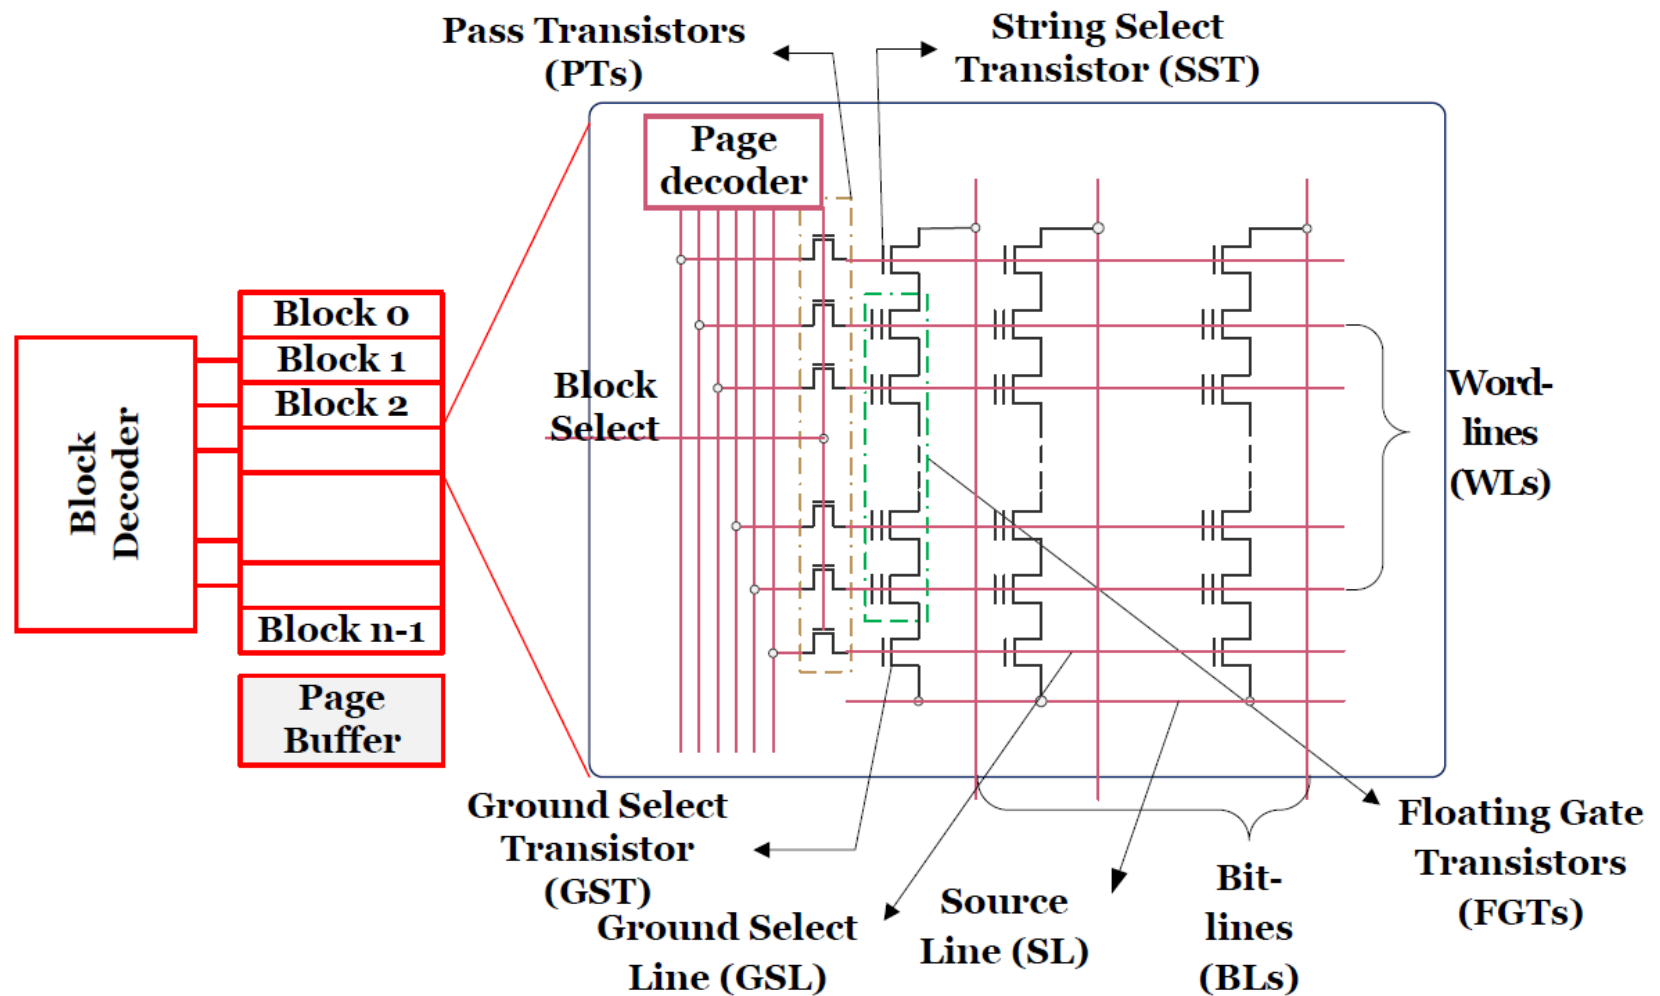 Pass Transistors
(PTs)
String Select
Transistor (SST)
Page
decoder
Block 0
Block 1
Block 2
Block n-1
Block
Decoder
Page
Buffer
Block
Select
Word-
lines
(WLs)
Ground Select
Transistor
(GST)
Ground Select
Line (GSL)
Source
Line (SL)
Bit-
lines
(BLs)
Floating Gate
Transistors
(FGTs)